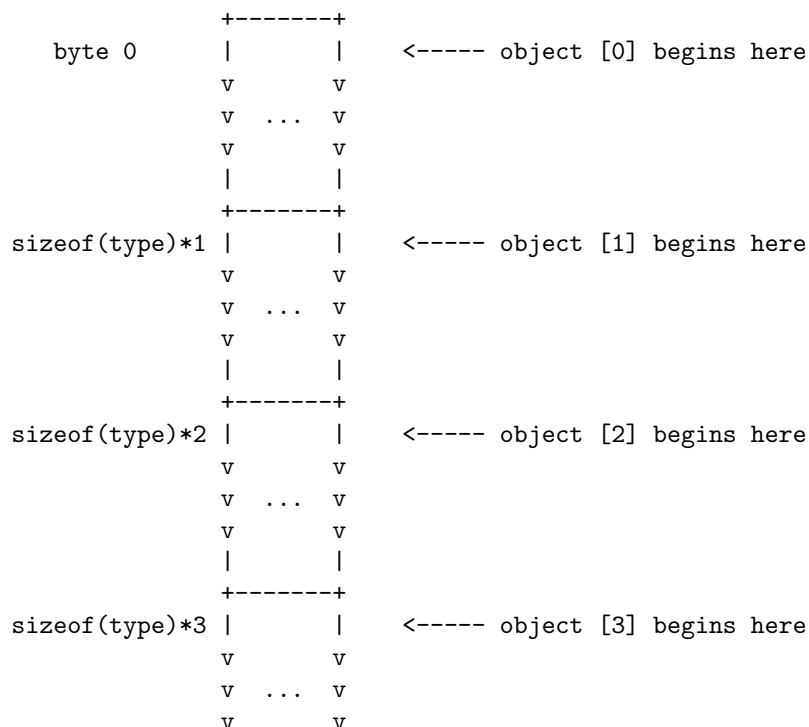 +-------+
  byte 0    |       |   <----- object [0] begins here
            v       v
            v  ...  v
            v       v
            |       |
            +-------+
sizeof(type)*1 |       |   <----- object [1] begins here
            v       v
            v  ...  v
            v       v
            |       |
            +-------+
sizeof(type)*2 |       |   <----- object [2] begins here
            v       v
            v  ...  v
            v       v
            |       |
            +-------+
sizeof(type)*3 |       |   <----- object [3] begins here
            v       v
            v  ...  v
            v       v